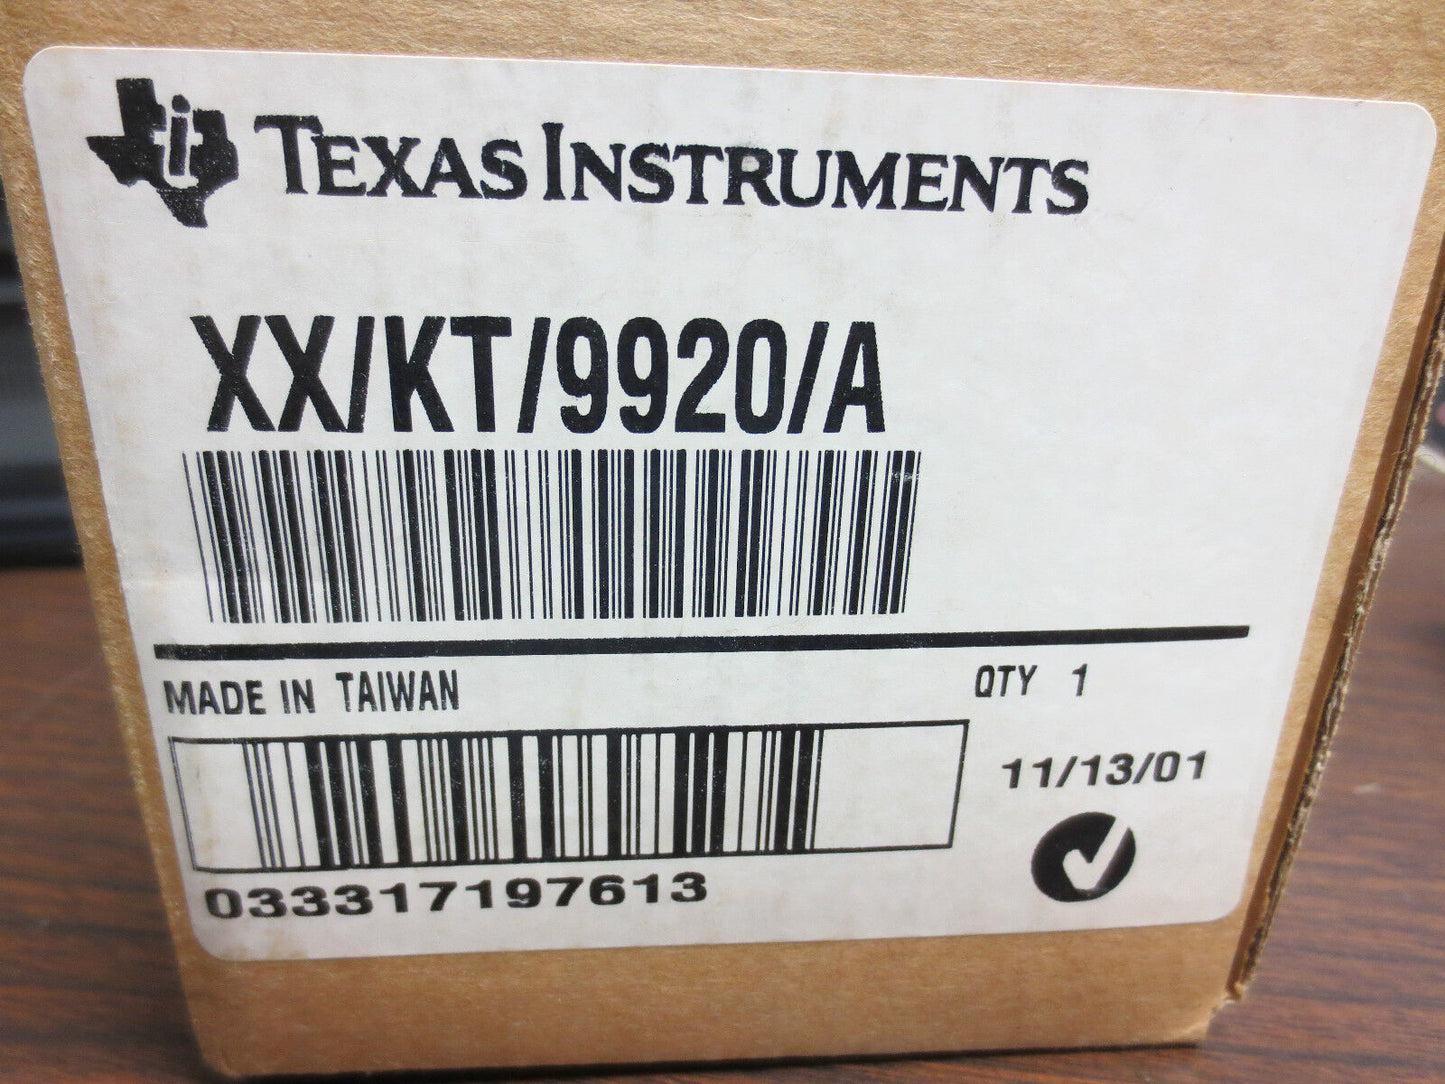 TEXAS INSTRUMENTS
XX/KT/9920/A
MADE IN TAIWAN
QTY 1
11/13/01
033317197613